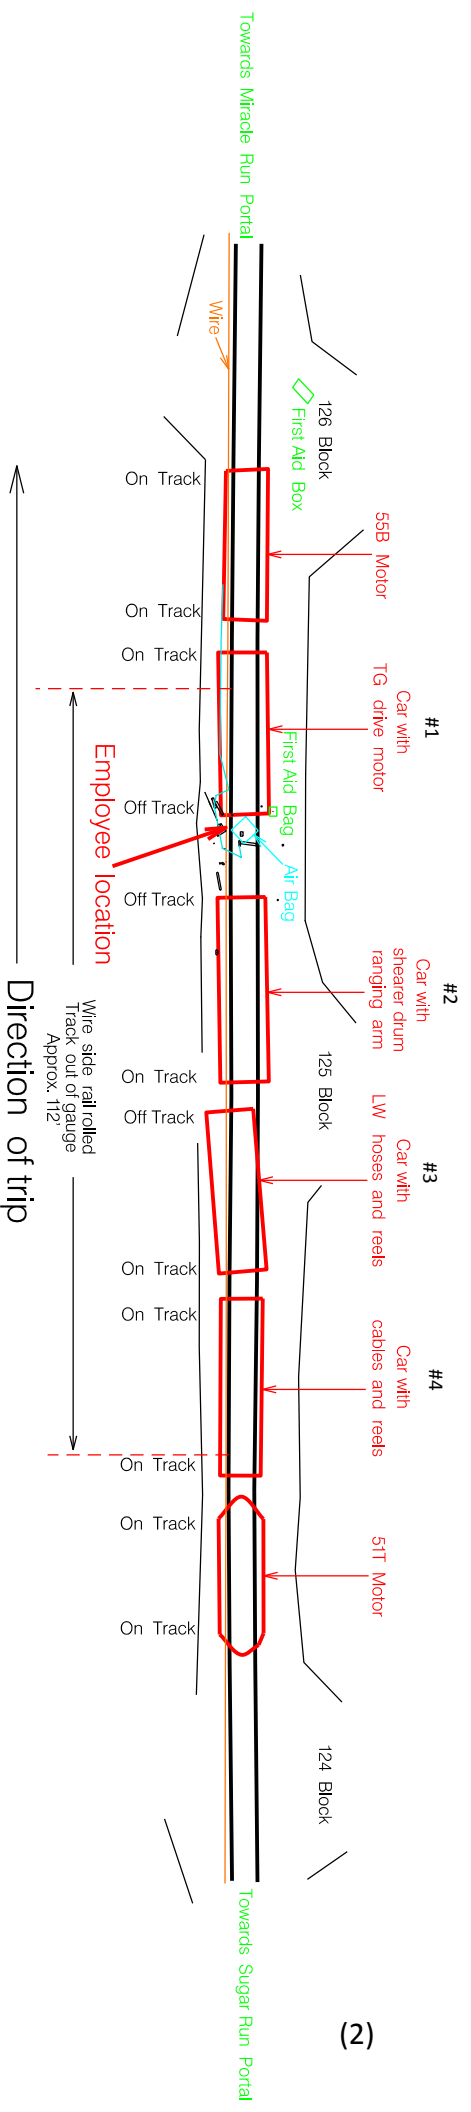 Towards Miracle Run Portal
Wire
126 Block
First Aid Box
On Track
55B Motor
On Track
On Track
#1
Car with
TG drive motor
First Aid Bag
Off Track
Employee location
Air Bag
Off Track
#2
Car with
shearer drum
ranging arm
Wire side railrolled
Track out of gauge
Approx. 112'
Direction of trip
125 Block
On Track
Off Track
#3
Car with
LW hoses and reels
On Track
On Track
#4
Car with
cables and reels
On Track
On Track
51T Motor
On Track
124 Block
Towards Sugar Run Portal
(2)